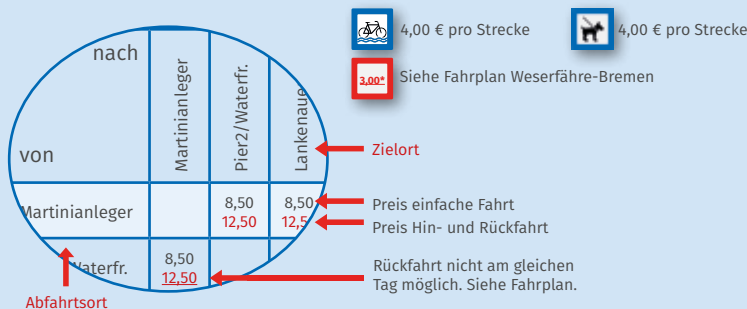 4,00 € pro Strecke
4,00 € pro Strecke
3,00*
Siehe Fahrplan Weserfähre-Bremen
nach
von
Martinianleger
Pier2/Waterfr.
Lankenaue
Zielort
Martinianleger
8,50
8,50
12,50
12,5
Preis einfache Fahrt
Preis Hin- und Rückfahrt
Waterfr.
8,50
12,50
Rückfahrt nicht am gleichen
Tag möglich. Siehe Fahrplan.
Abfahrtsort